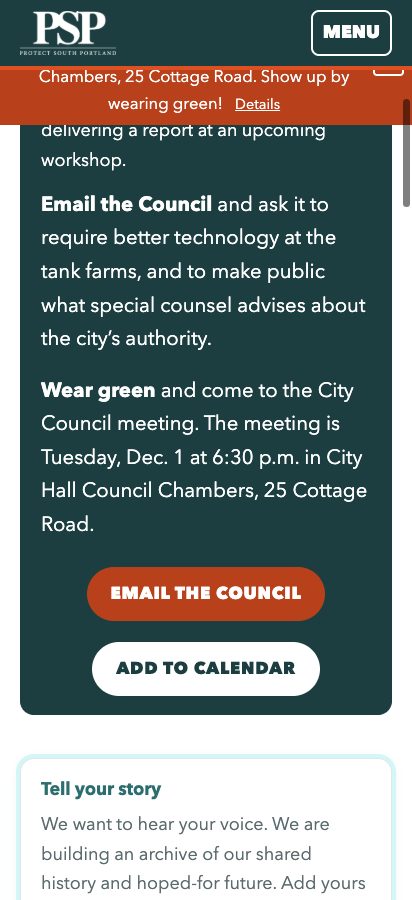 PSP
PROTECT SOUTH PORTLAND
MENU
Chambers, 25 Cottage Road. Show up by
wearing green! Details
delivering a report at an upcoming
workshop.
Email the Council and ask it to
require better technology at the
tank farms, and to make public
what special counsel advises about
the city’s authority.
Wear green and come to the City
Council meeting. The meeting is
Tuesday, Dec. 1 at 6:30 p.m. in City
Hall Council Chambers, 25 Cottage
Road.
EMAIL THE COUNCIL
ADD TO CALENDAR
Tell your story
We want to hear your voice. We are
building an archive of our shared
history and hoped-for future. Add yours